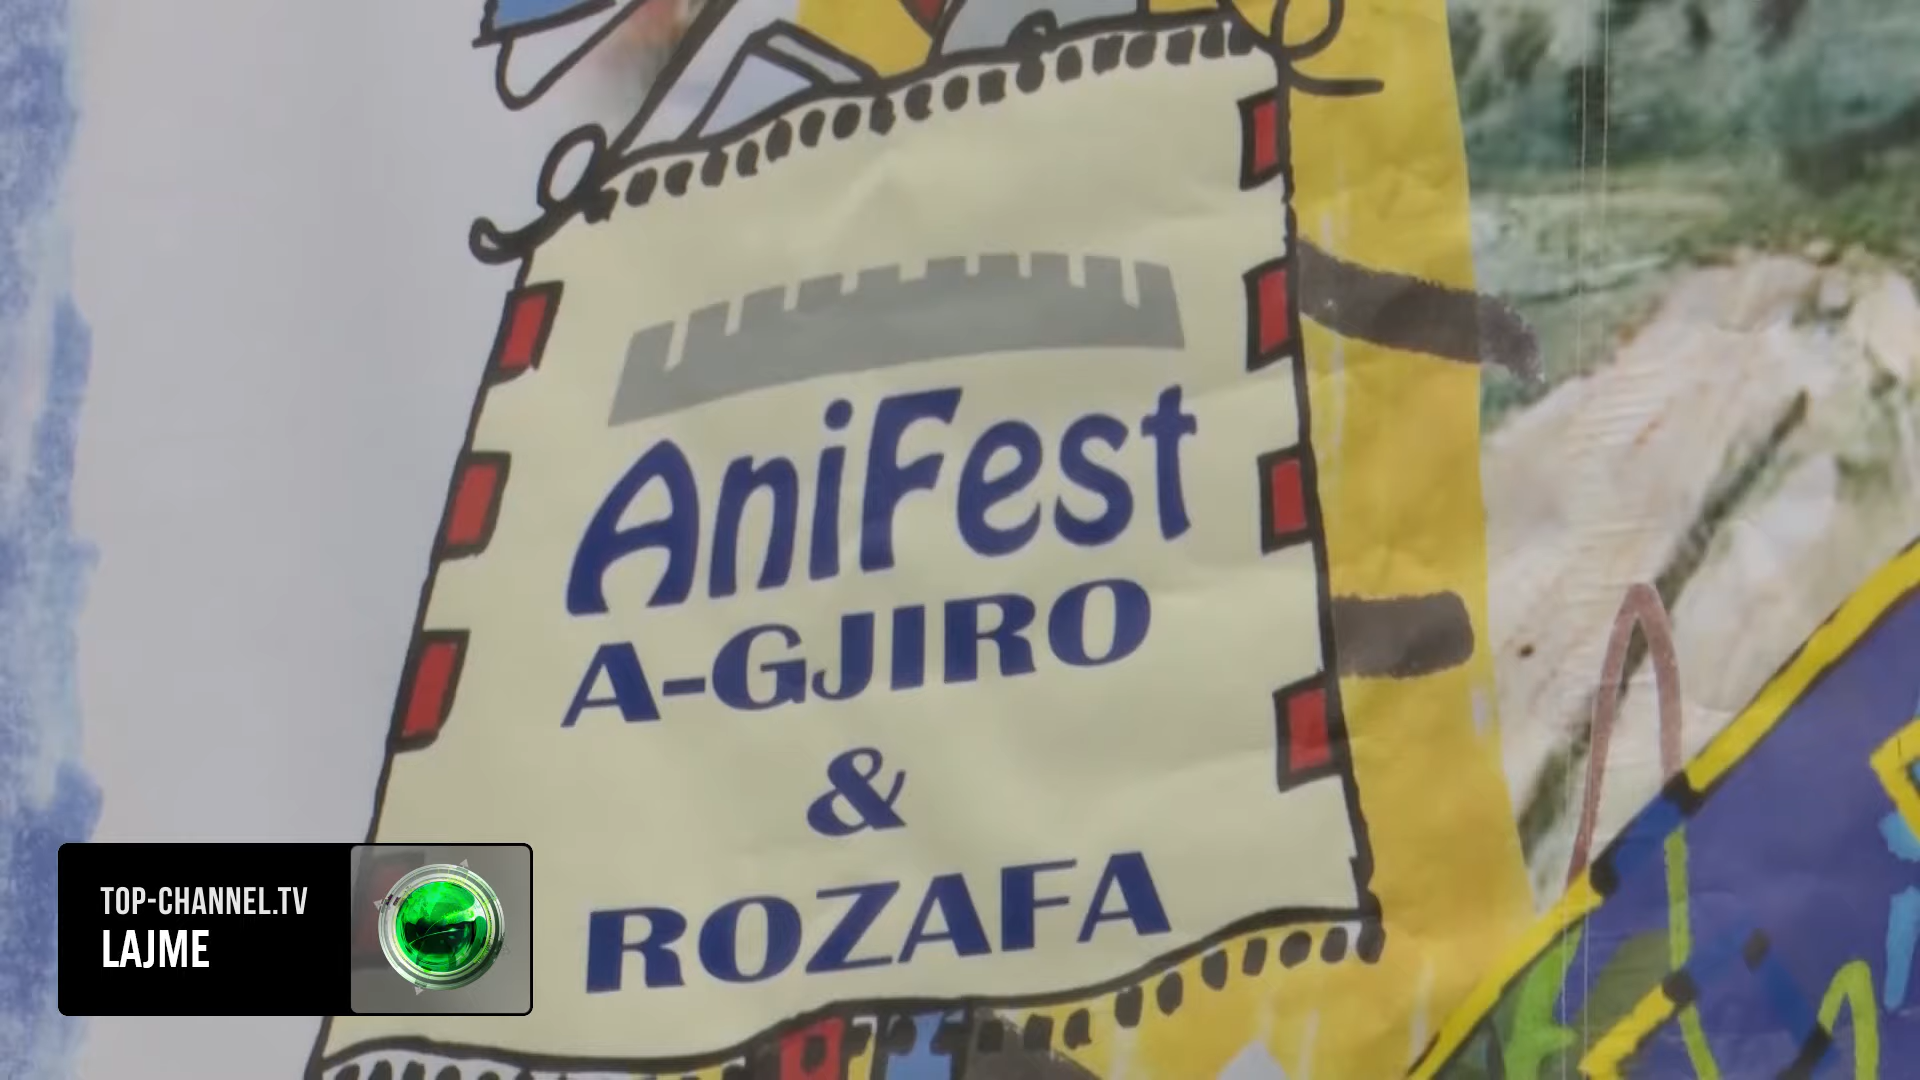 AniFest
A-GJIRO
&
ROZAFA
TOP-CHANNEL.TV
LAJME